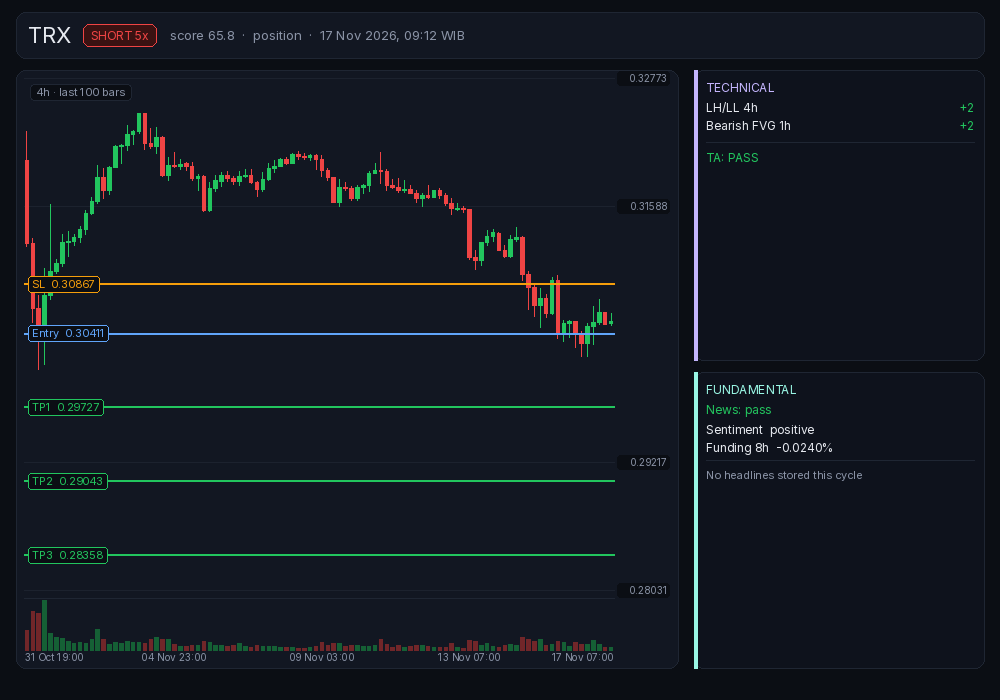 TRX SHORT 5x score 65.8 · position · 17 Nov 2026, 09:12 WIB
4h · last 100 bars
0.32773
0.31588
SL 0.30867
Entry 0.30411
TP1 0.29727
0.29217
TP2 0.29043
TP3 0.28358
0.28031
31 Oct 19:00 04 Nov 23:00 09 Nov 03:00 13 Nov 07:00 17 Nov 07:00
TECHNICAL
LH/LL 4h +2
Bearish FVG 1h +2
TA: PASS
FUNDAMENTAL
News: pass
Sentiment positive
Funding 8h -0.0240%
No headlines stored this cycle